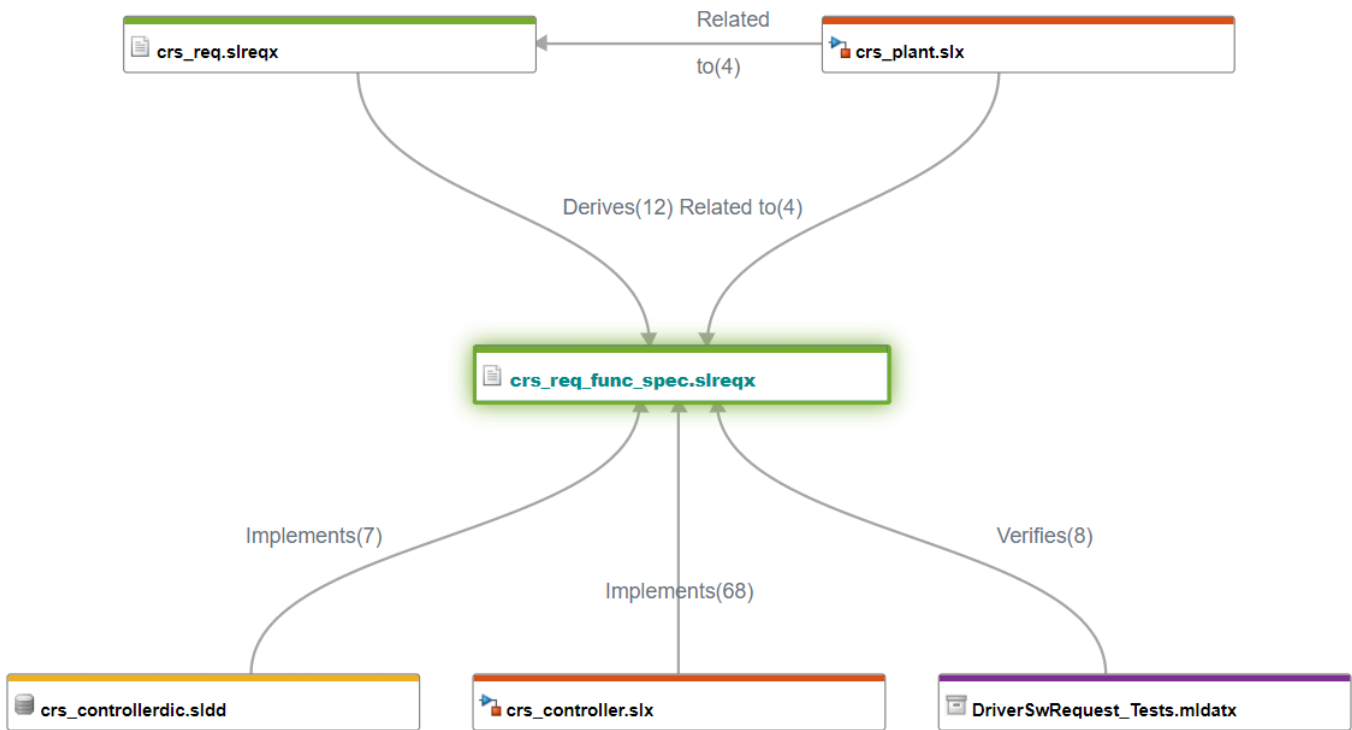 Related
crs_req.slreqx
crs_plant.slx
to(4)
Derives(12) Related to(4)
crs_req_func_spec.slreqx
Implements(7)
Verifies(8)
Implements(68)
crs_controllerdic.sldd
crs_controller.slx
DriverSwRequest_Tests.mldatx